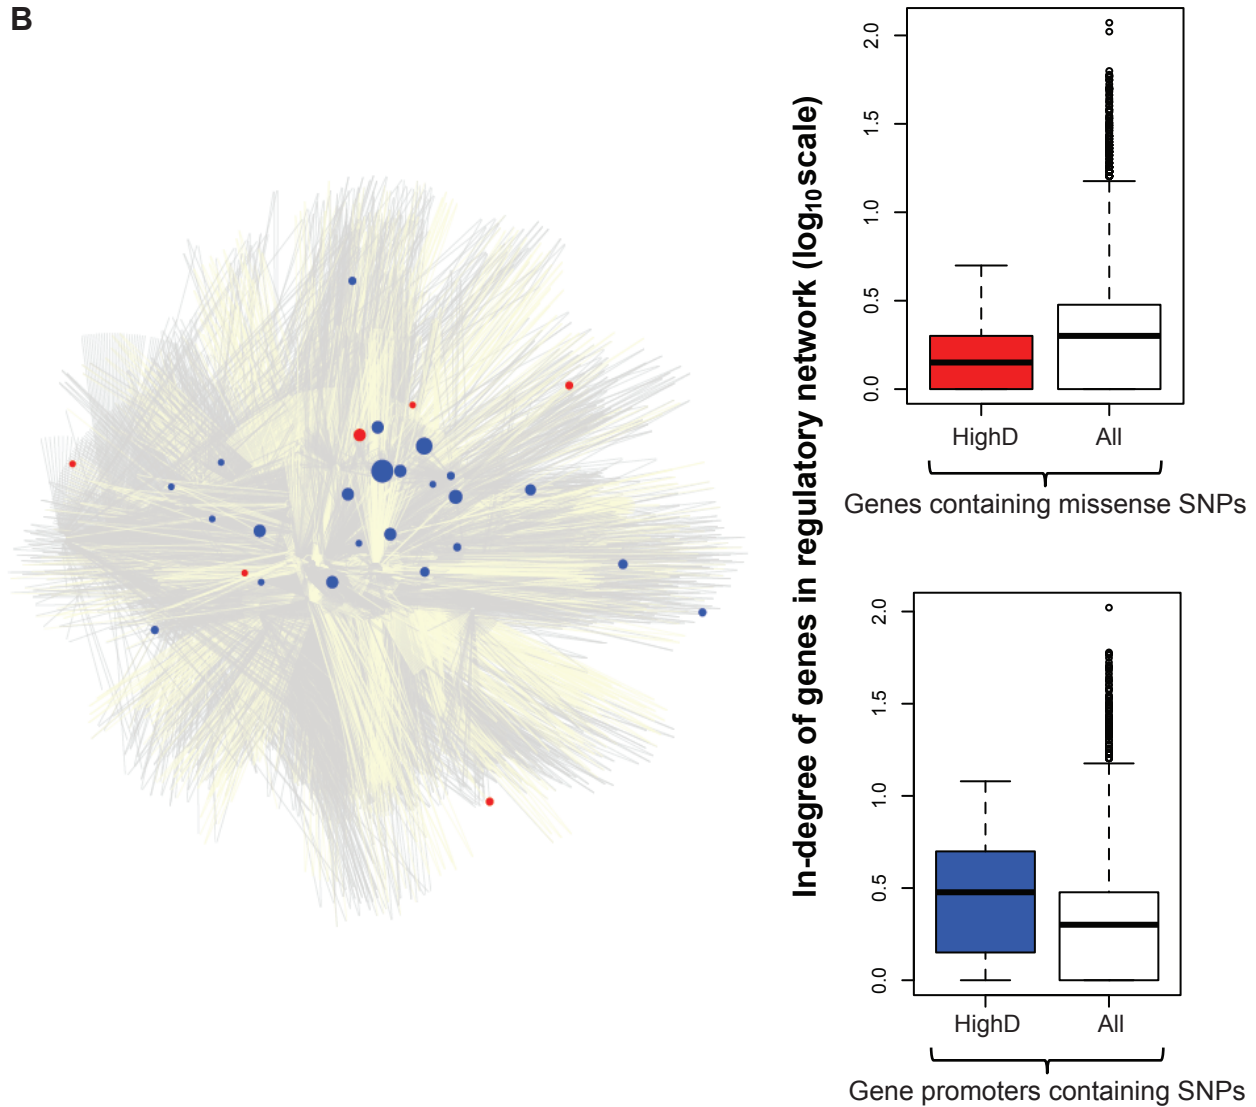 B
In-degree of genes in regulatory network (log10 scale)
2.0
1.5
1.0
0.5
0.0
HighD
All
Genes containing missense SNPs
2.0
1.5
1.0
0.5
0.0
HighD
All
Gene promoters containing SNPs